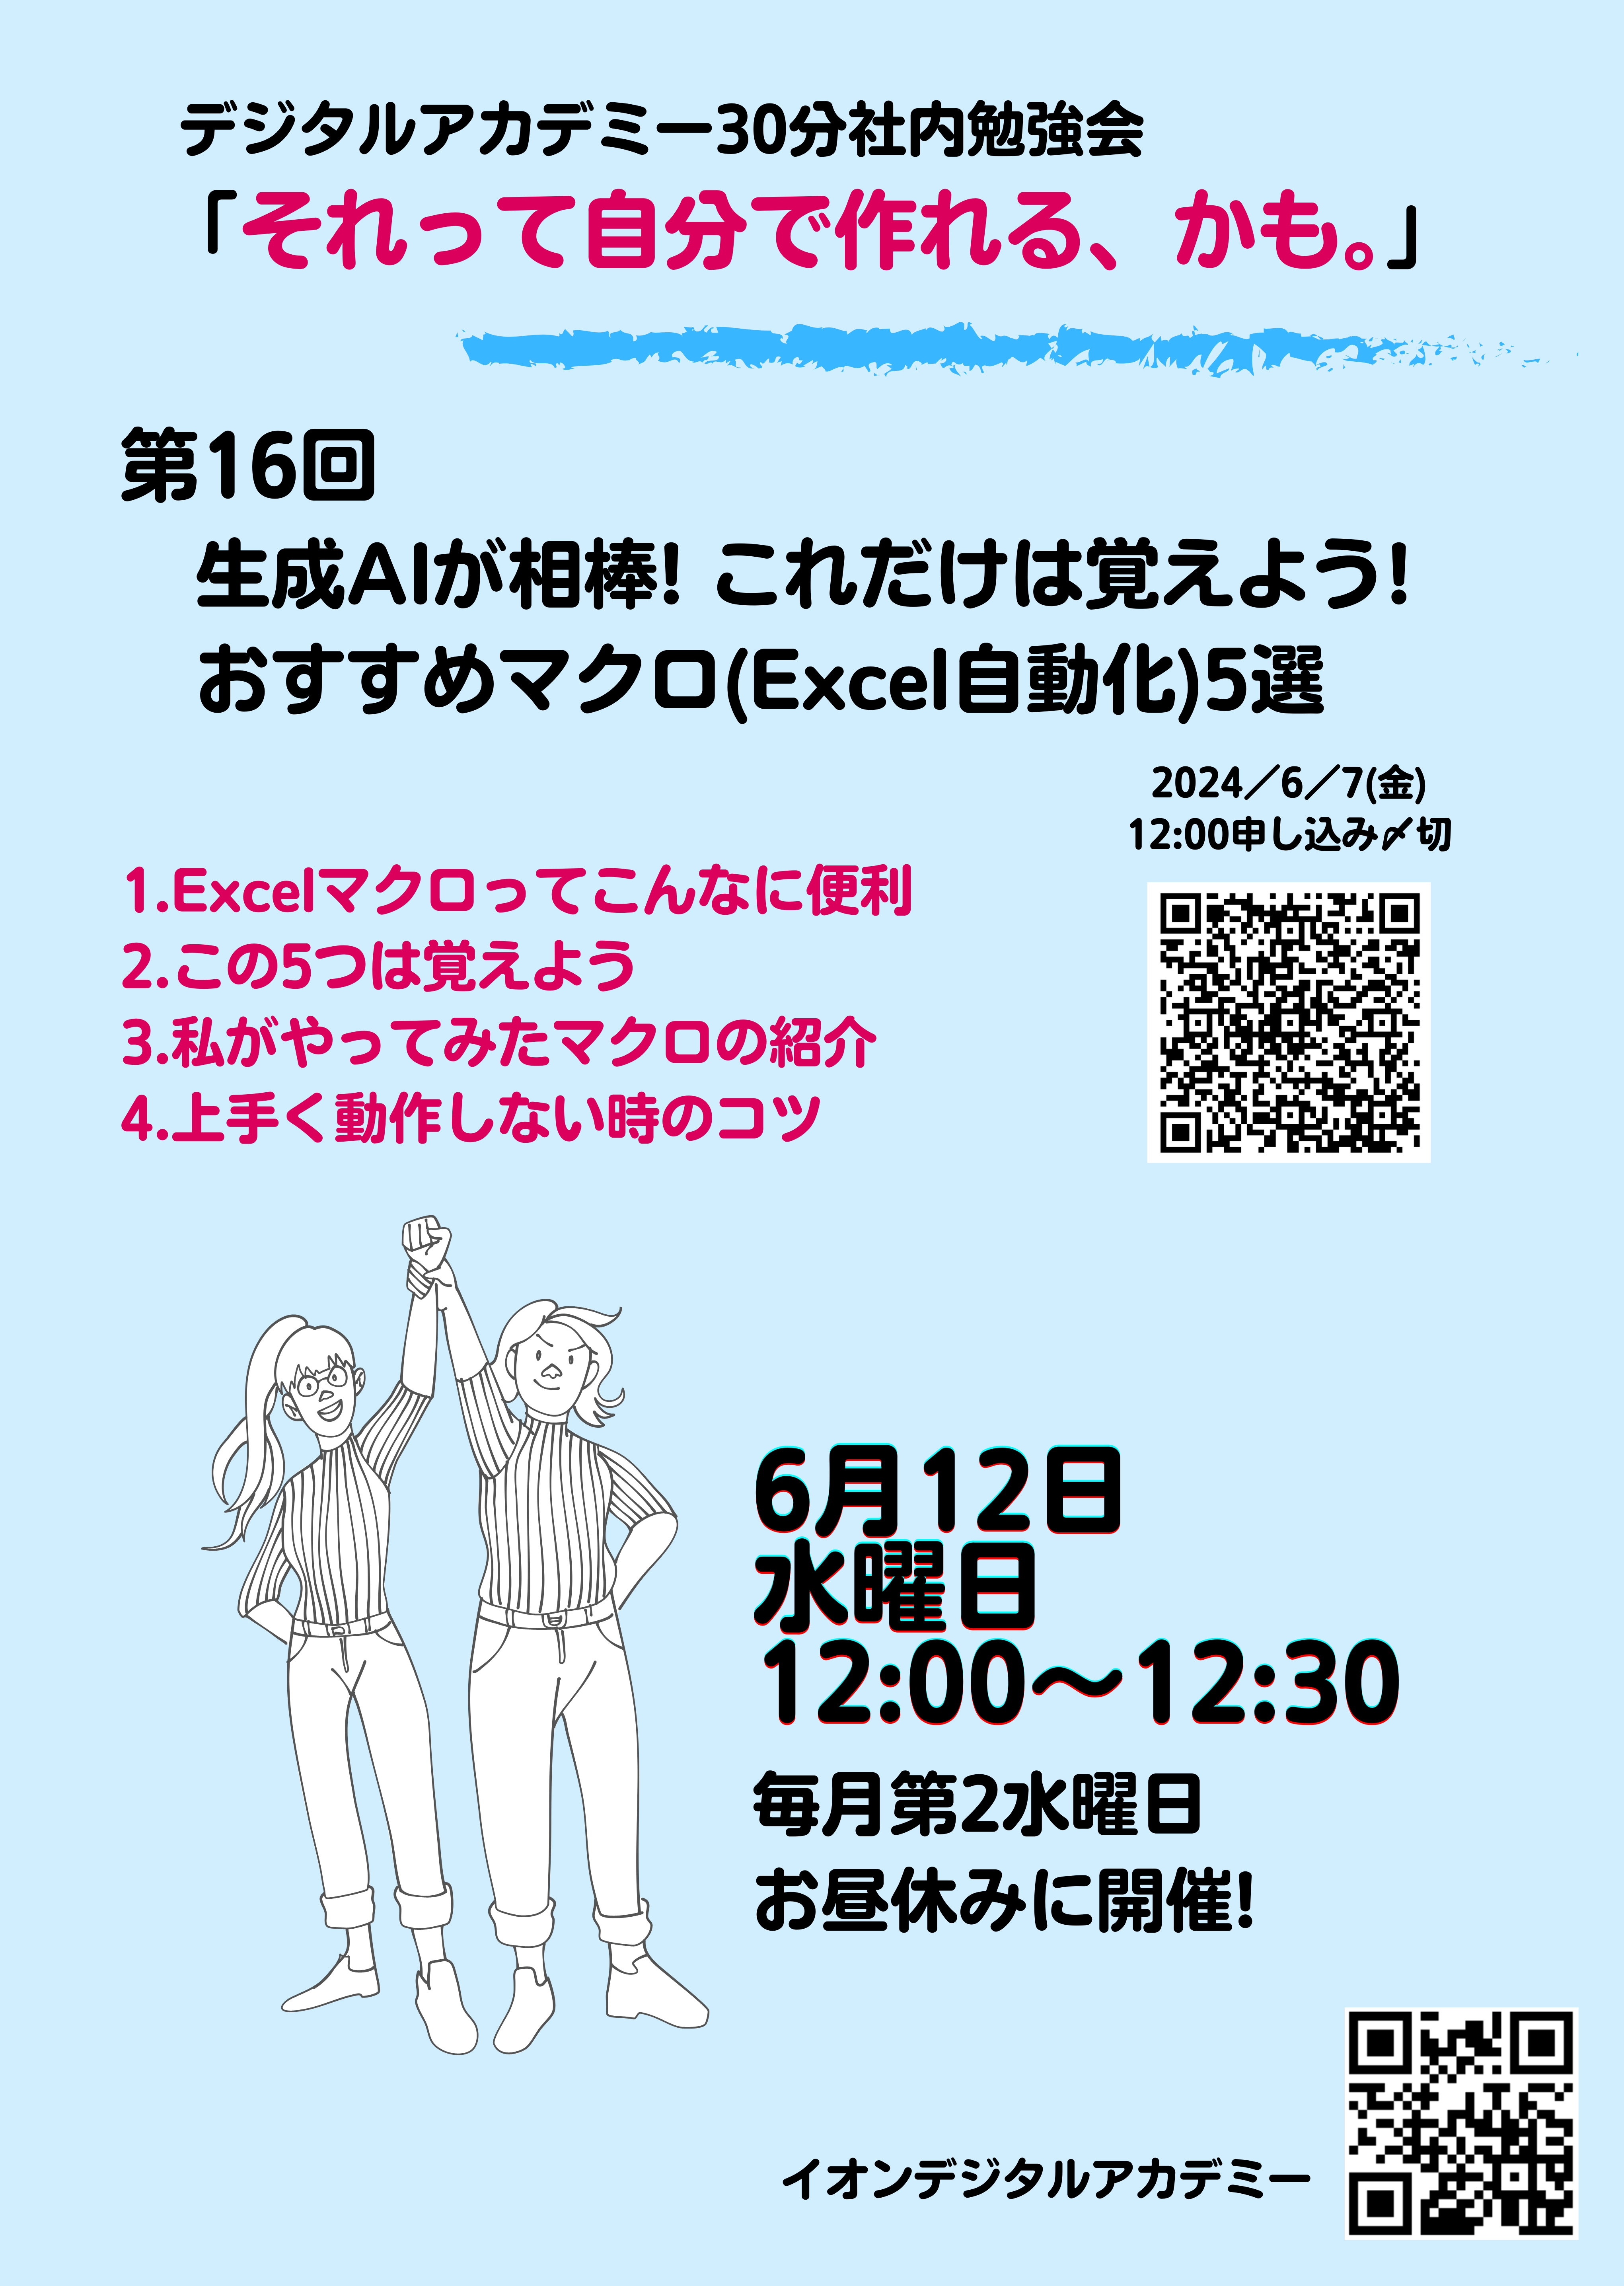 デジタルアカデミー30分社内勉強会
「それって自分で作れる、かも。」
第16回
生成AIが相棒! これだけは覚えよう!
おすすめマクロ(Excel自動化)5選
2024／6／7(金)
12:00申し込み〆切
1.Excelマクロってこんなに便利
2.この5つは覚えよう
3.私がやってみたマクロの紹介
4.上手く動作しない時のコツ
6月12日
水曜日
12:00〜12:30
毎月第2水曜日
お昼休みに開催!
イオンデジタルアカデミー